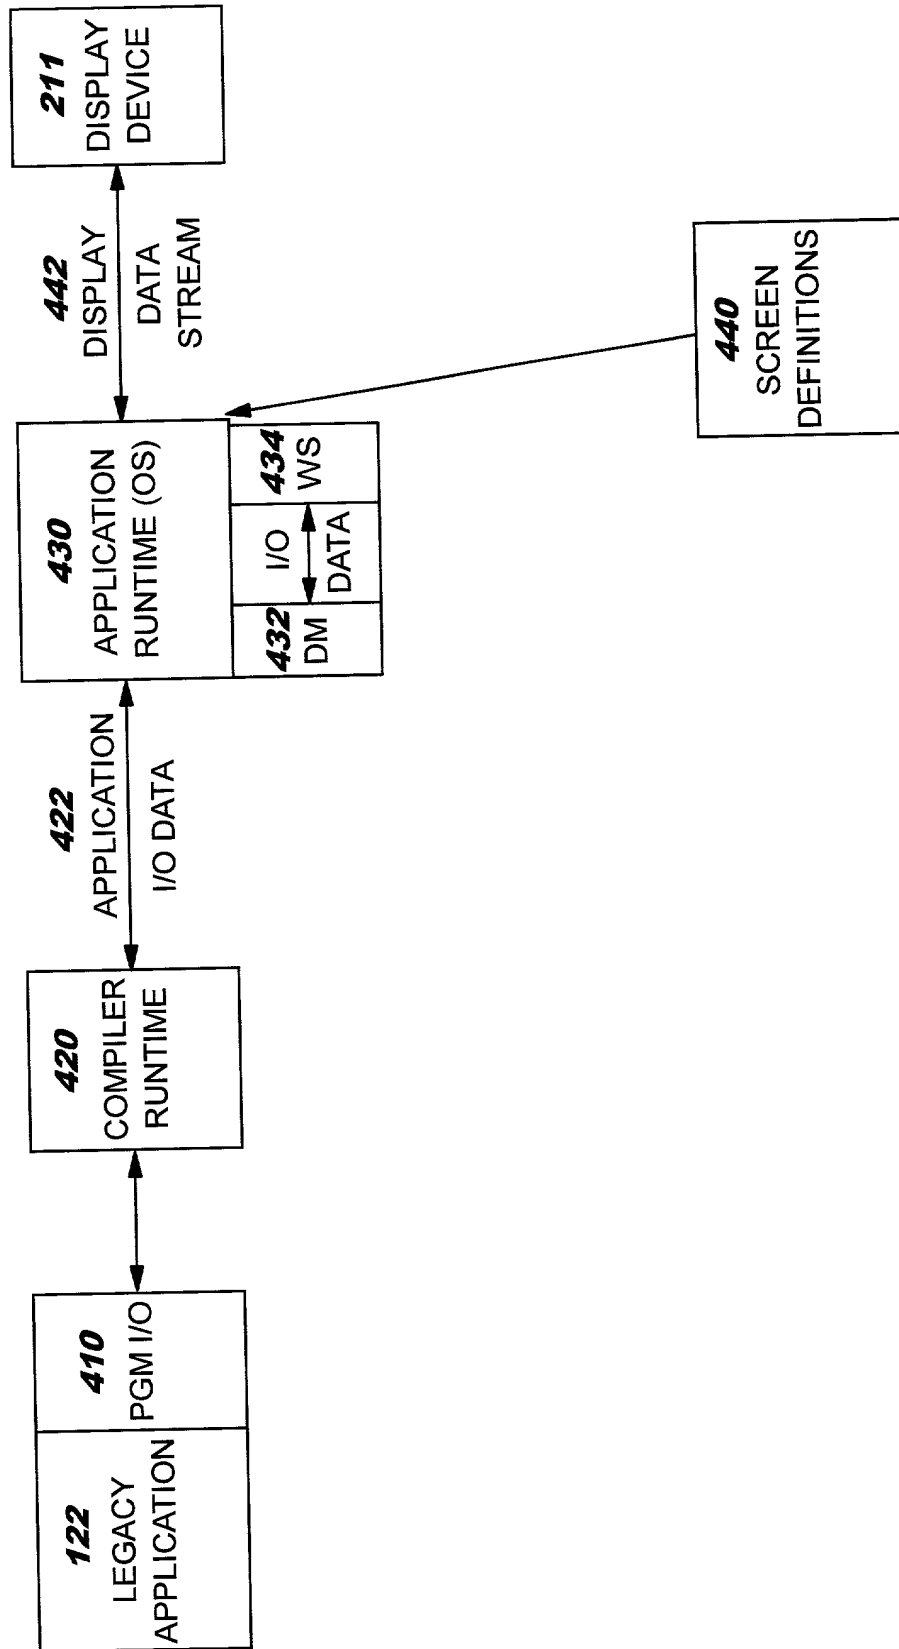 122
LEGACY
APPLICATION
410
PGM I/O
420
COMPILER
RUNTIME
422
APPLICATION
I/O DATA
430
APPLICATION
RUNTIME (OS)
432
DM
I/O
DATA
434
WS
442
DISPLAY
DATA
STREAM
211
DISPLAY
DEVICE
440
SCREEN
DEFINITIONS